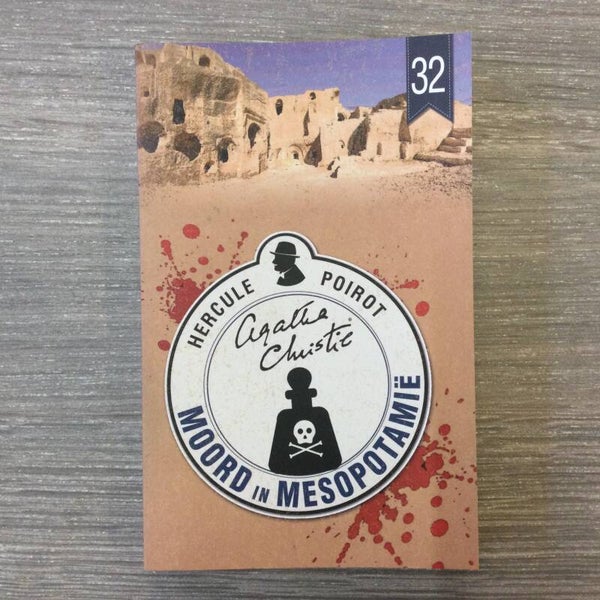 32
HERCULE POIROT
Agatha
Christie
MOORD IN MESOPOTAMIË